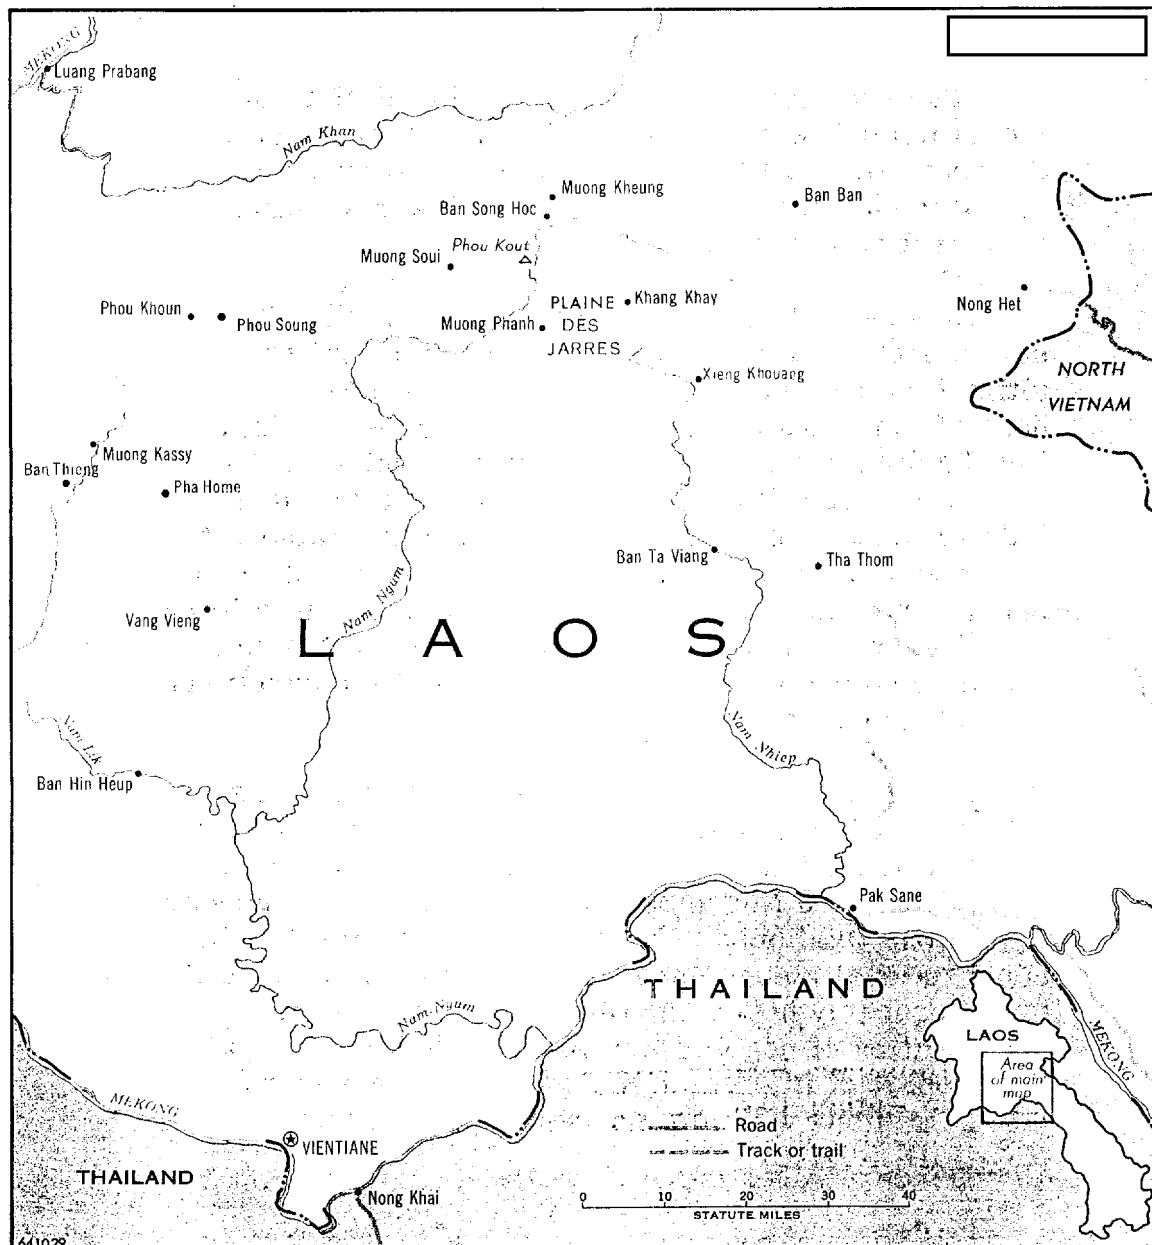 MEKONG
Luang Prabang
Nam Khan
Muong Kheung
Ban Ban
Ban Song Hoc
Phou Kout
Muong Soui
Nong Het
Phou Khoun
Phou Soung
Khang Khay
PLAINE
DES
JARRES
Muong Phanh
NORTH
VIETNAM
Xieng Khouang
Muong Kassy
Ban Thieng
Pha Home
Ban Ta Viang
Tha Thom
Nam Ngum
Vang Vieng
LAOS
Nam Lik
Nam Nhiep
Ban Hin Heup
Pak Sane
THAILAND
Nam Ngum
LAOS
Area
of main
map
MEKONG
MEKONG
Road
Track or trail
VIENTIANE
THAILAND
Nong Khai
0 10 20 30 40
STATUTE MILES
641029